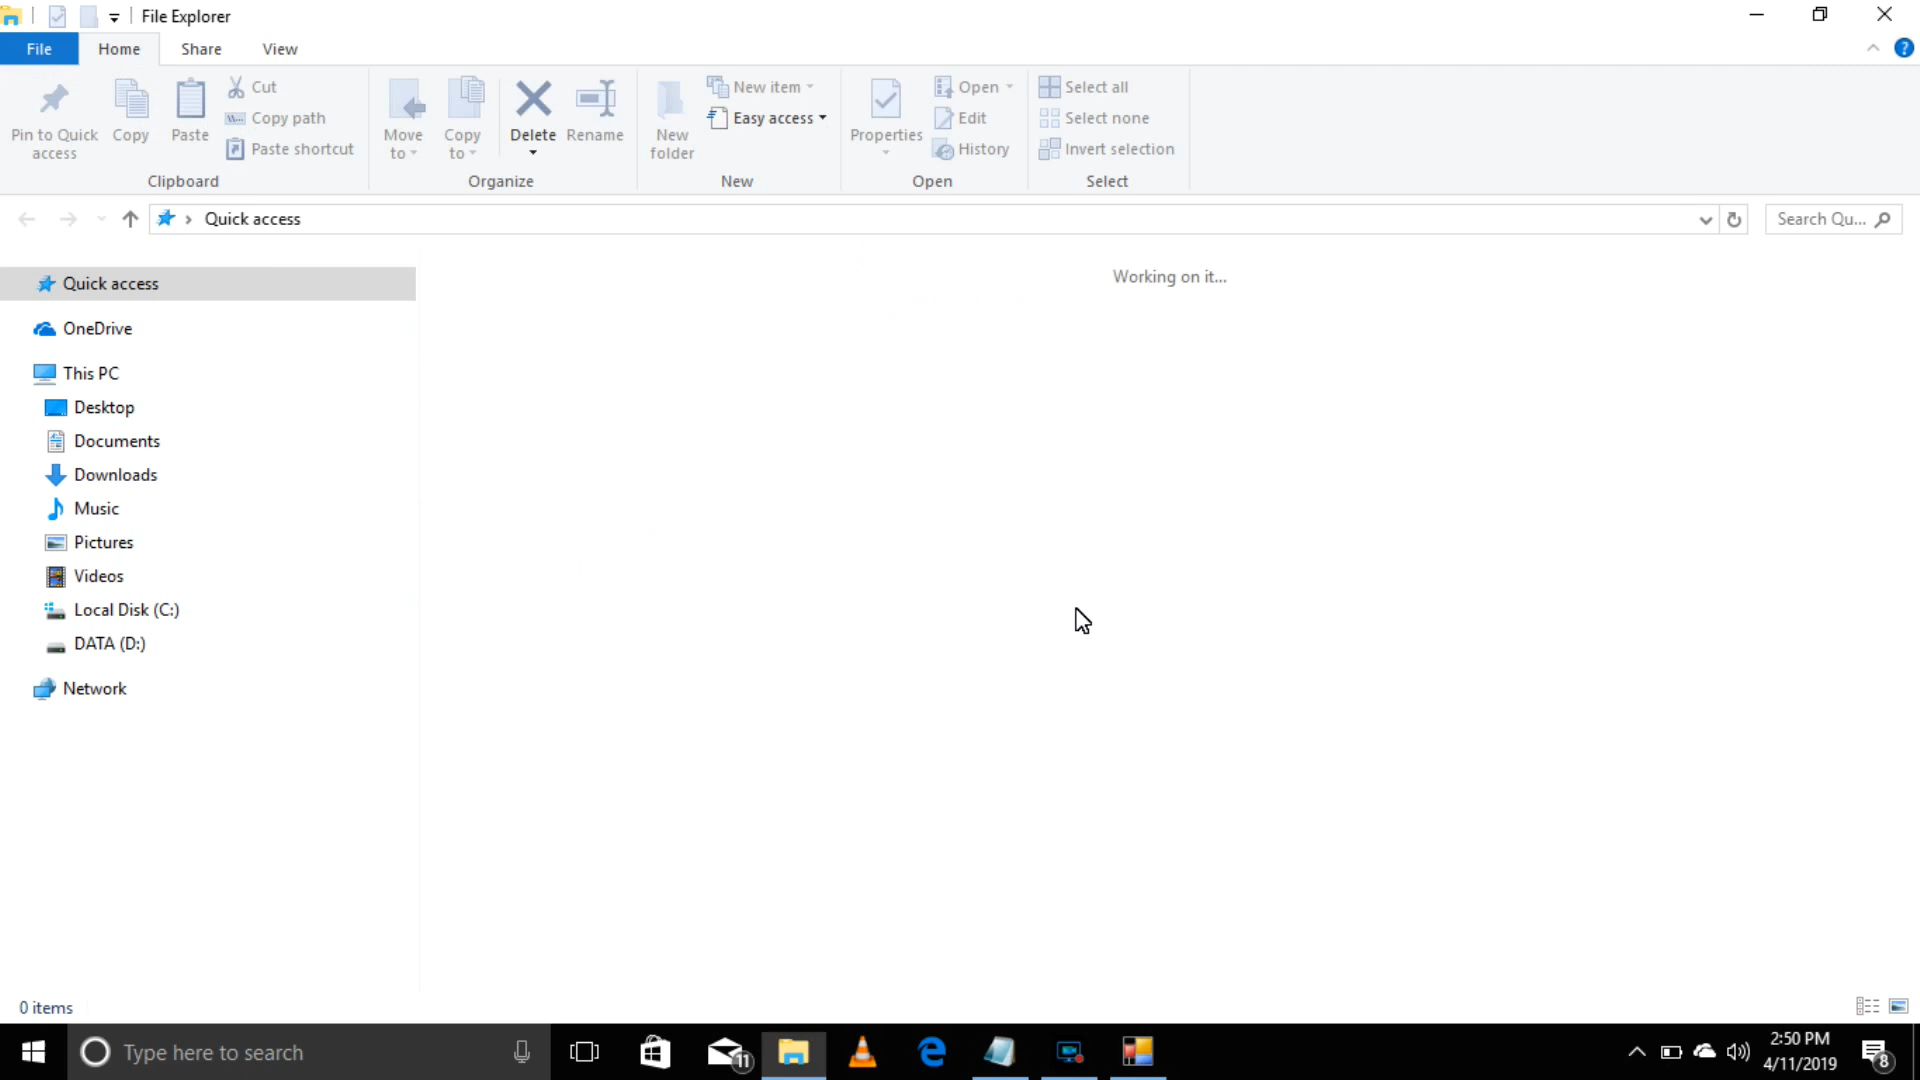 File Explorer
File Home Share View
Pin to Quick access
Copy
Paste
Cut
Copy path
Paste shortcut
Clipboard
Move to
Copy to
Delete
Rename
Organize
New folder
New item
Easy access
New
Properties
Open
Edit
History
Open
Select all
Select none
Invert selection
Select
Quick access
Search Qu...
Quick access
Working on it...
OneDrive
This PC
Desktop
Documents
Downloads
Music
Pictures
Videos
Local Disk (C:)
DATA (D:)
Network
0 items
Type here to search
11
2:50 PM
4/11/2019
8